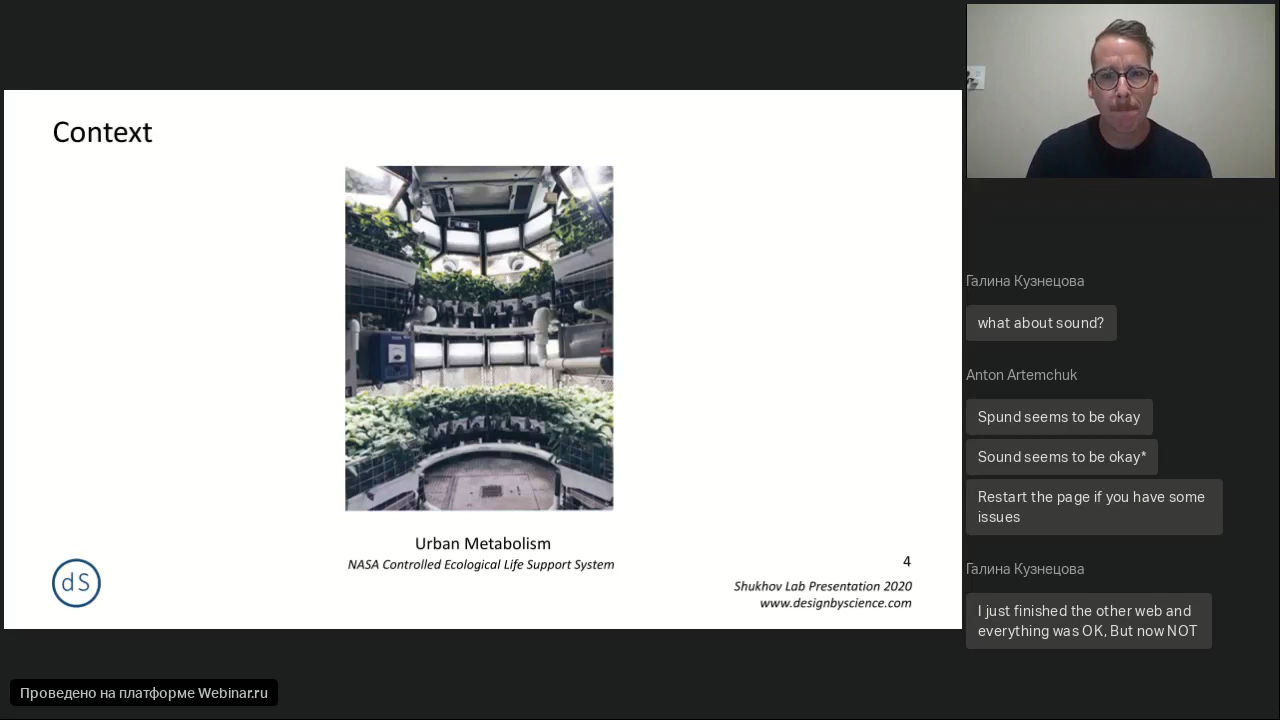 Context
Urban Metabolism
NASA Controlled Ecological Life Support System
dS
4
Shukhov Lab Presentation 2020
www.designbyscience.com
Галина Кузнецова
what about sound?
Anton Artemchuk
Spund seems to be okay
Sound seems to be okay*
Restart the page if you have some
issues
Галина Кузнецова
I just finished the other web and
everything was OK, But now NOT
Проведено на платформе Webinar.ru